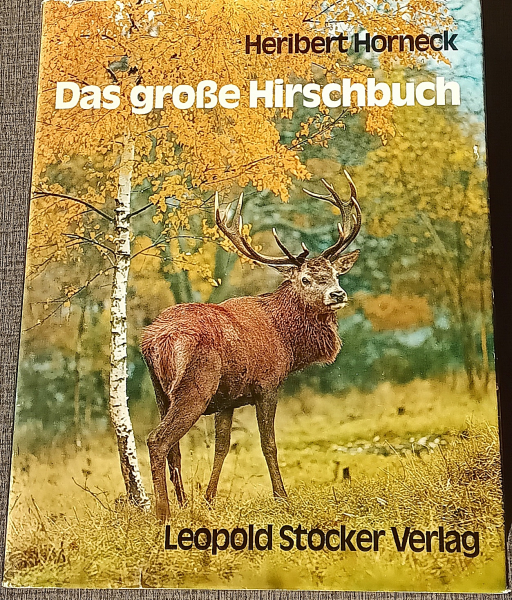 Heribert Horneck
Das große Hirschbuch
Leopold Stocker Verlag